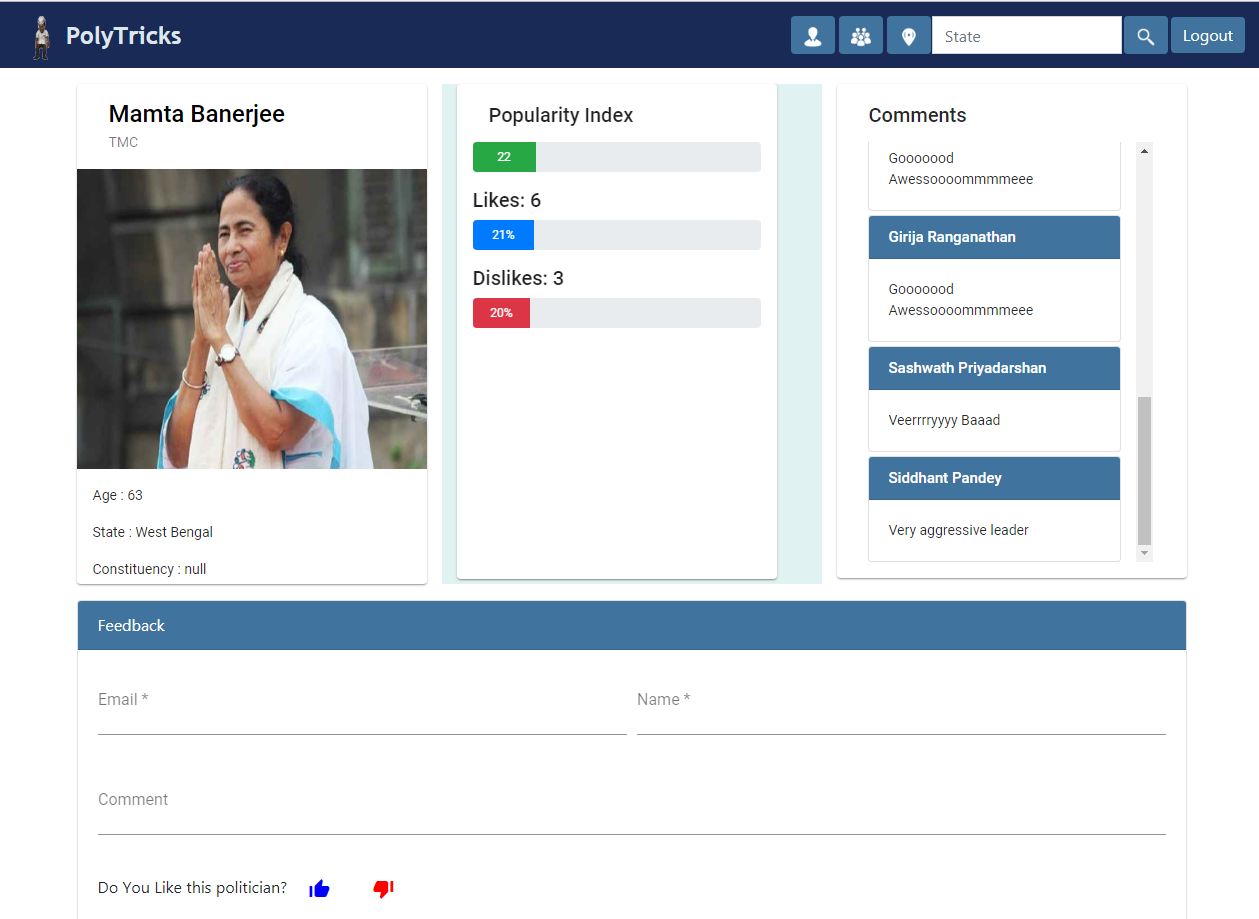 PolyTricks
State
Logout
Mamta Banerjee
TMC
Age : 63
State : West Bengal
Constituency : null
Popularity Index
22
Likes: 6
21%
Dislikes: 3
20%
Comments
Gooooood
Awessoooommmmeee
Girija Ranganathan
Gooooood
Awessoooommmmeee
Sashwath Priyadarshan
Veerrrryyyy Baaad
Siddhant Pandey
Very aggressive leader
Feedback
Email *
Name *
Comment
Do You Like this politician?